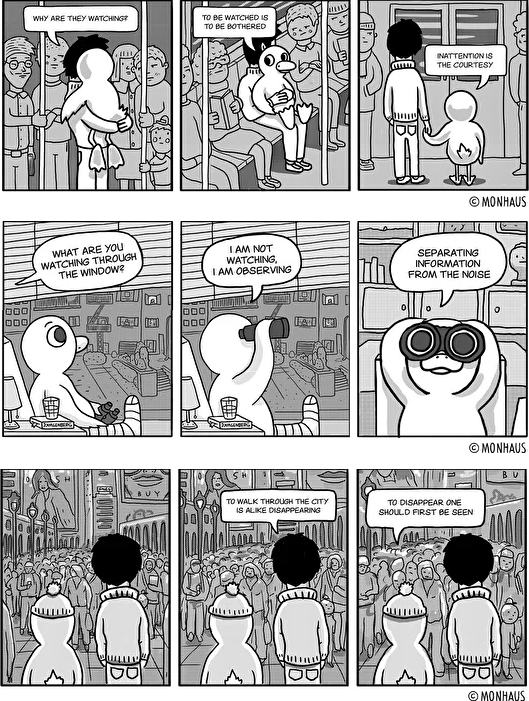 WHY ARE THEY WATCHING?
TO BE WATCHED IS
TO BE BOTHERED
INATTENTION IS
THE COURTESY
© MONHAUS
WHAT ARE YOU
WATCHING THROUGH
THE WINDOW?
I AM NOT
WATCHING,
I AM OBSERVING
SEPARATING
INFORMATION
FROM THE NOISE
© MONHAUS
BUY
TO WALK THROUGH THE CITY
IS ALIKE DISAPPEARING
TO DISAPPEAR ONE
SHOULD FIRST BE SEEN
BU
© MONHAUS